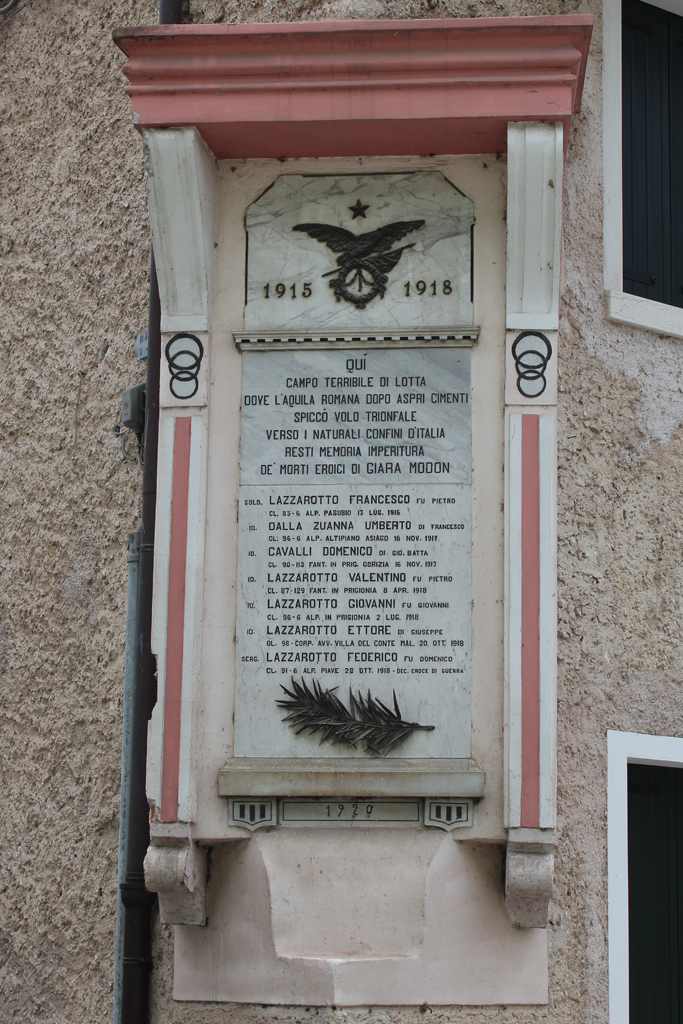 1915 1918
QUÍ
CAMPO TERRIBILE DI LOTTA
DOVE L'AQUILA ROMANA DOPO ASPRI CIMENTI
SPICCÒ VOLO TRIONFALE
VERSO I NATURALI CONFINI D'ITALIA
RESTI MEMORIA IMPERITURA
DE' MORTI EROICI DI GIARA MODON
SOLD. LAZZAROTTO FRANCESCO FU PIETRO
CL. 85-6 ALP. PASUBIO 13 LUG. 1916
ID. DALLA ZUANNA UMBERTO DI FRANCESCO
CL. 96-6 ALP. ALTIPIANO ASIAGO 16 NOV. 1917
ID. CAVALLI DOMENICO DI GIO. BATTA
CL. 90-113 FANT. IN PRIG. GORIZIA 16 NOV. 1917
ID. LAZZAROTTO VALENTINO FU PIETRO
CL. 87-129 FANT. IN PRIGIONIA 8 APR. 1918
ID. LAZZAROTTO GIOVANNI FU GIOVANNI
CL. 96-6 ALP. IN PRIGIONIA 2 LUG. 1918
ID. LAZZAROTTO ETTORE DI GIUSEPPE
CL. 98-CORP. AVV. VILLA DEL CONTE MAL. 20 OTT. 1918
SERG. LAZZAROTTO FEDERICO FU DOMENICO
CL. 91-6 ALP. PIAVE 28 OTT. 1918 - DEC. CROCE DI GUERRA
1920